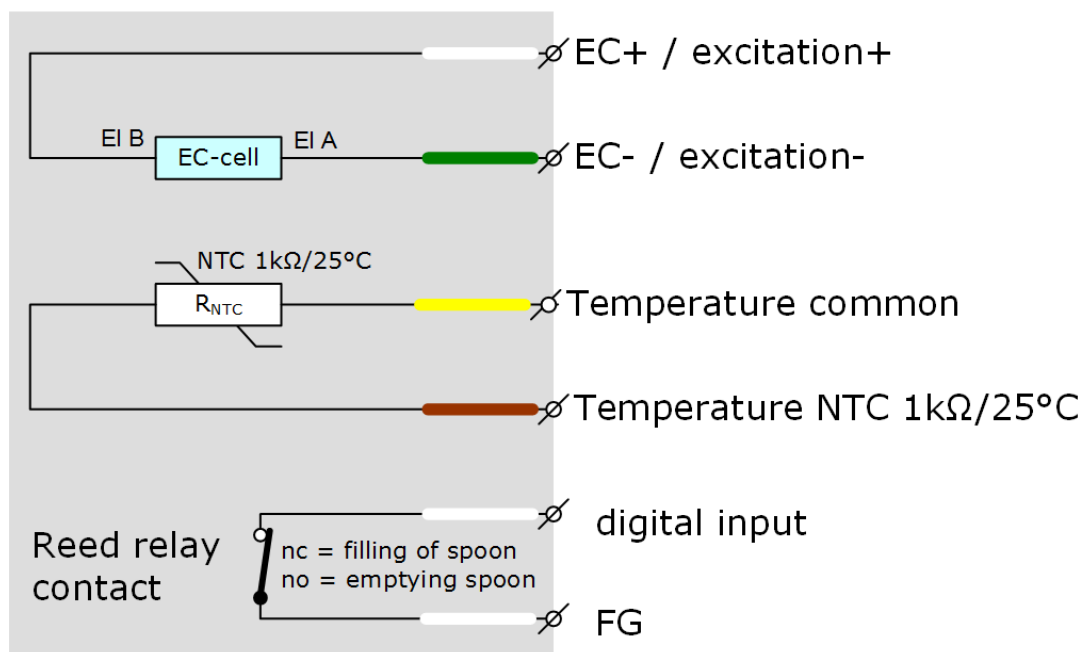 EC+ / excitation+
El B
EC-cell
El A
EC- / excitation-
NTC 1kΩ/25°C
RNTC
Temperature common
Temperature NTC 1kΩ/25°C
digital input
Reed relay
contact
nc = filling of spoon
no = emptying spoon
FG